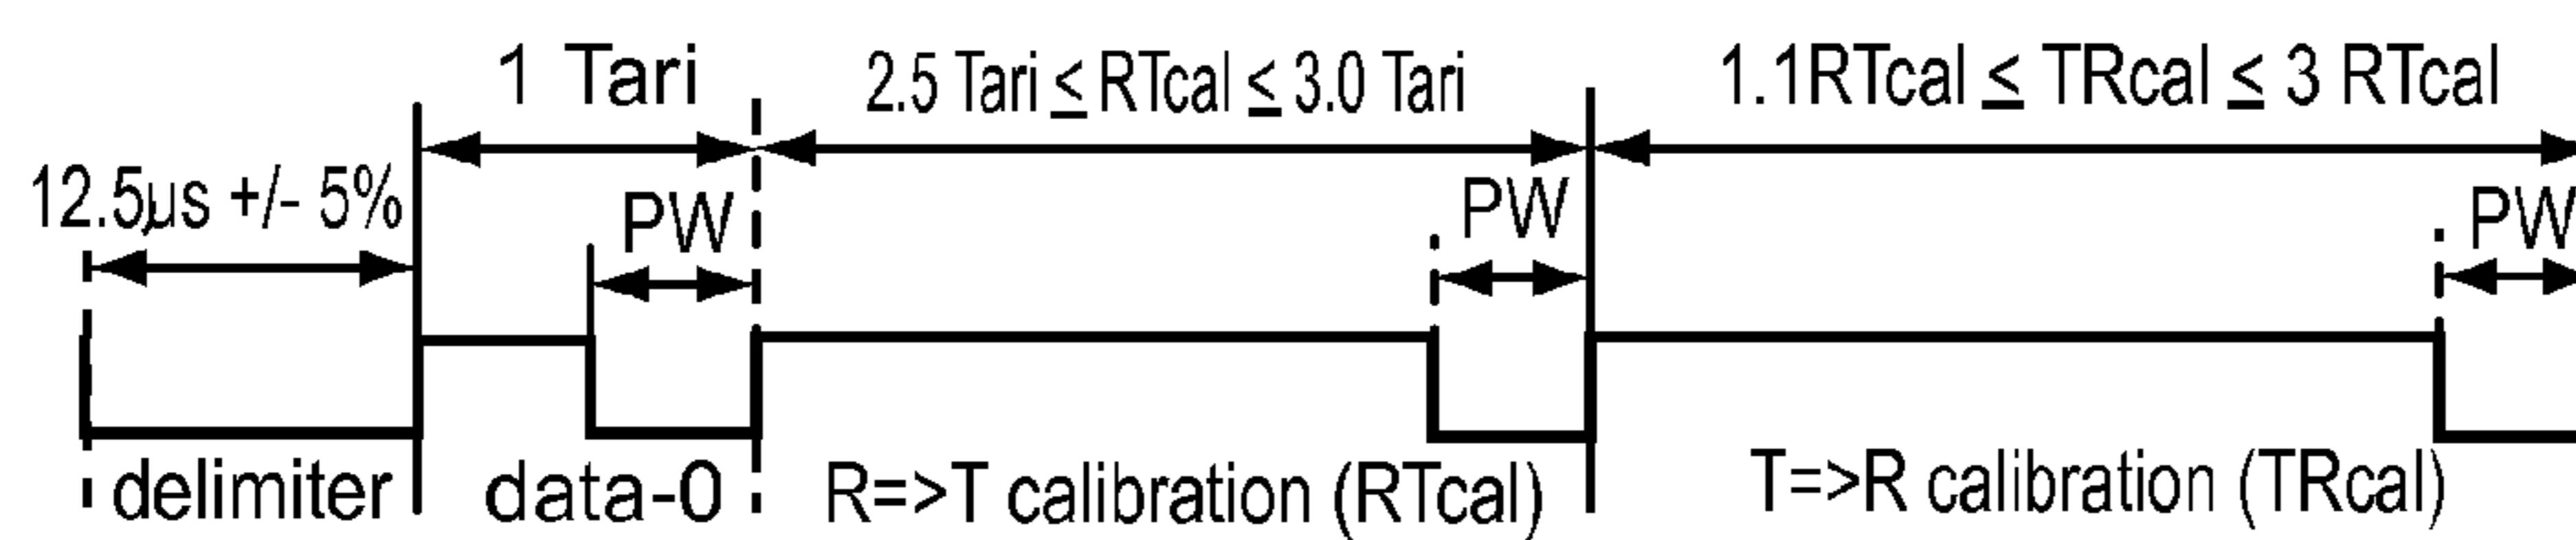 1 Tari
2.5 Tari ≤ RTcal ≤ 3.0 Tari
1.1RTcal ≤ TRcal ≤ 3 RTcal
12.5µs +/- 5%
PW
PW
PW
delimiter
data-0
R=>T calibration (RTcal)
T=>R calibration (TRcal)